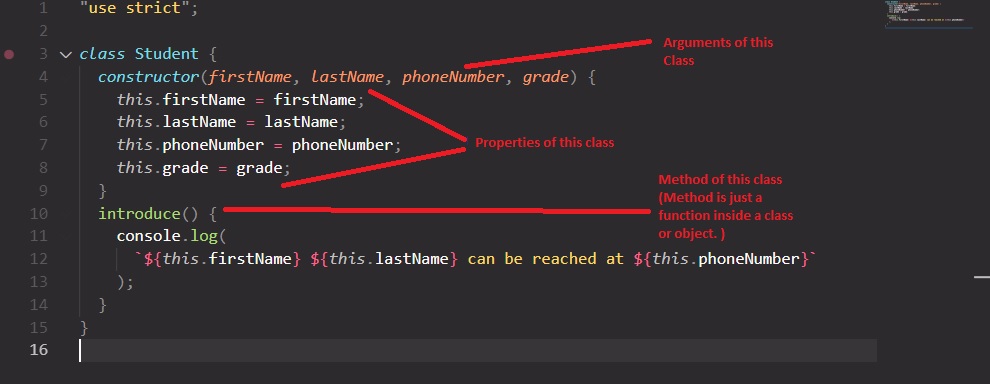 1 "use strict";
2
3 class Student {
4 constructor(firstName, lastName, phoneNumber, grade) {
5 this.firstName = firstName;
6 this.lastName = lastName;
7 this.phoneNumber = phoneNumber;
8 this.grade = grade;
9 }
10 introduce() {
11 console.log(
12 `${this.firstName} ${this.lastName} can be reached at ${this.phoneNumber}`
13 );
14 }
15 }
16
Arguments of this
Class
Properties of this class
Method of this class
(Method is just a
function inside a class
or object. )